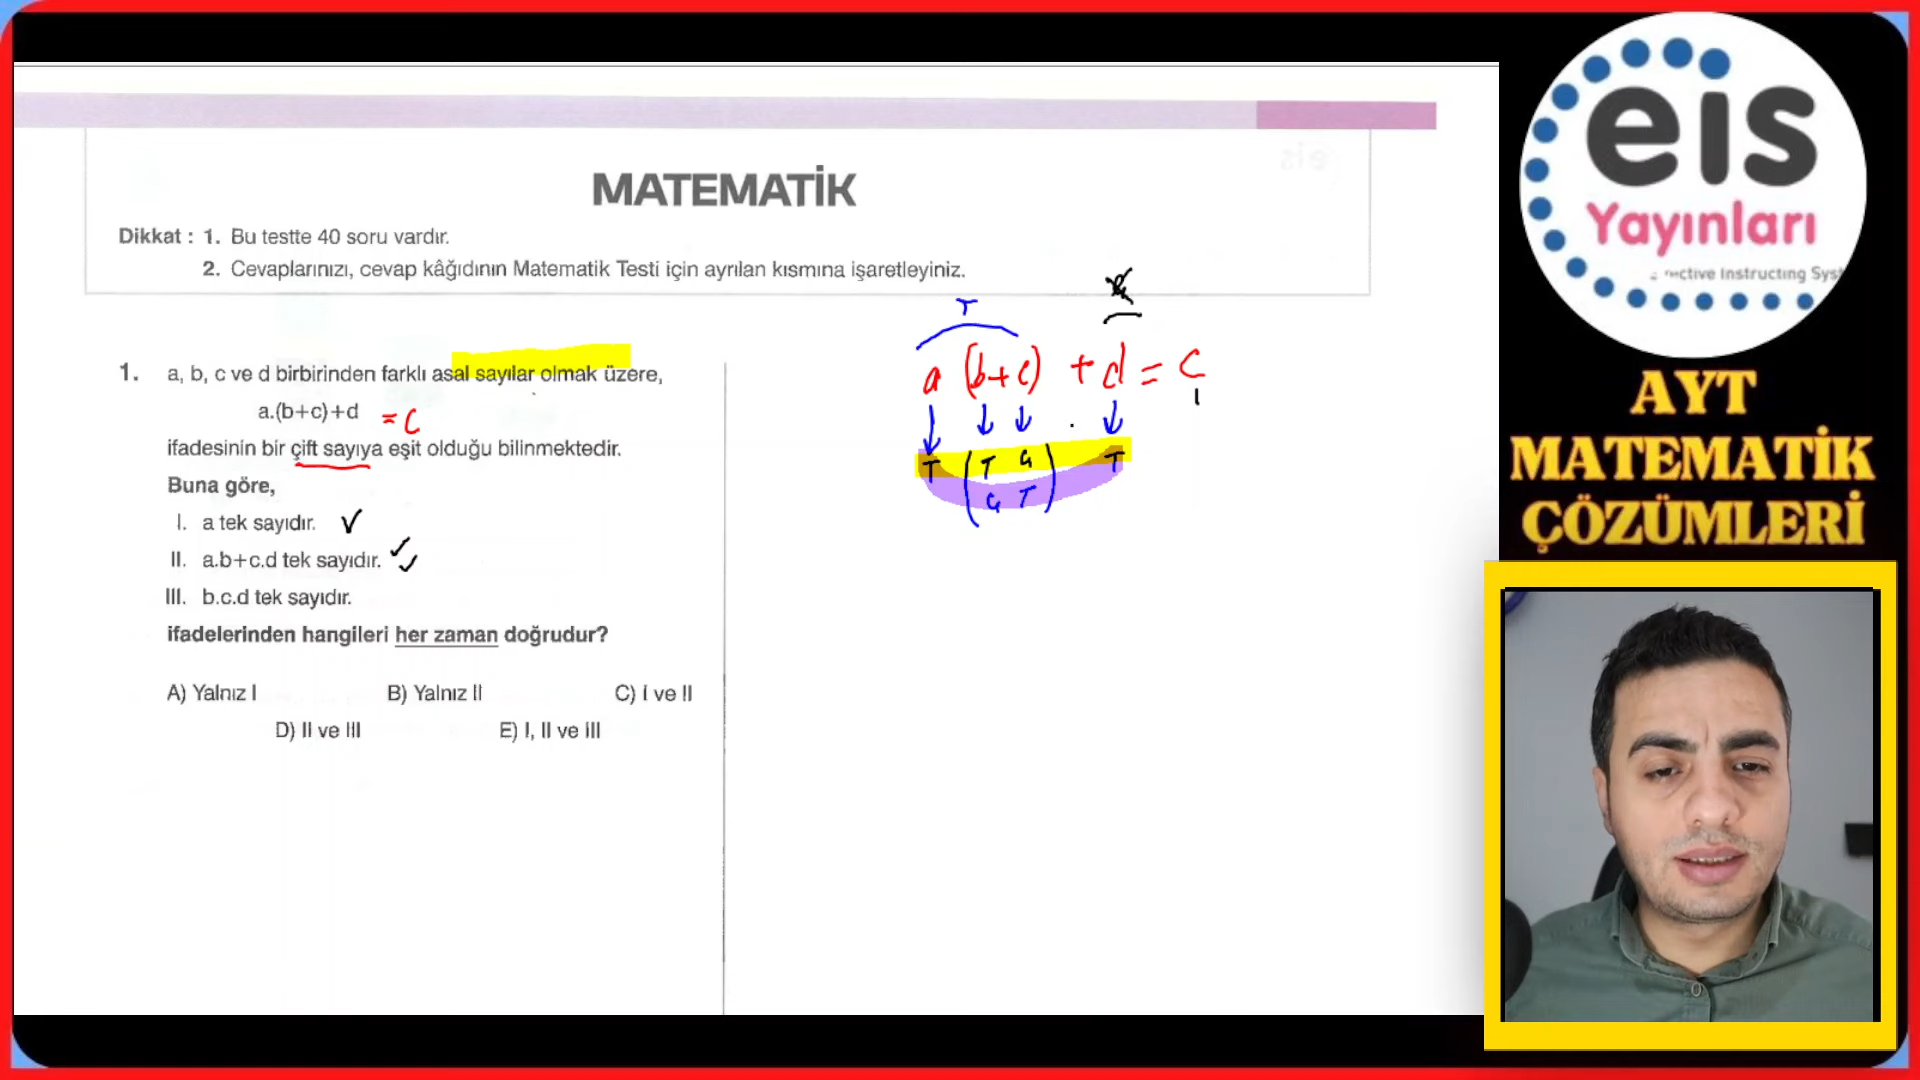 MATEMATİK
Dikkat : 1. Bu testte 40 soru vardır.
2. Cevaplarınızı, cevap kâğıdının Matematik Testi için ayrılan kısmına işaretleyiniz.
1. a, b, c ve d birbirinden farklı asal sayılar olmak üzere,
a.(b+c)+d = Ç
ifadesinin bir çift sayıya eşit olduğu bilinmektedir.
Buna göre,
I. a tek sayıdır. ✓
II. a.b+c.d tek sayıdır. ✓✓
III. b.c.d tek sayıdır.
ifadelerinden hangileri her zaman doğrudur?
A) Yalnız I B) Yalnız II C) I ve II
D) II ve III E) I, II ve III
T
a (b+c) + d = Ç
T (T Ç) T
Ç T
eis
Yayınları
AYT
MATEMATİK
ÇÖZÜMLERİ